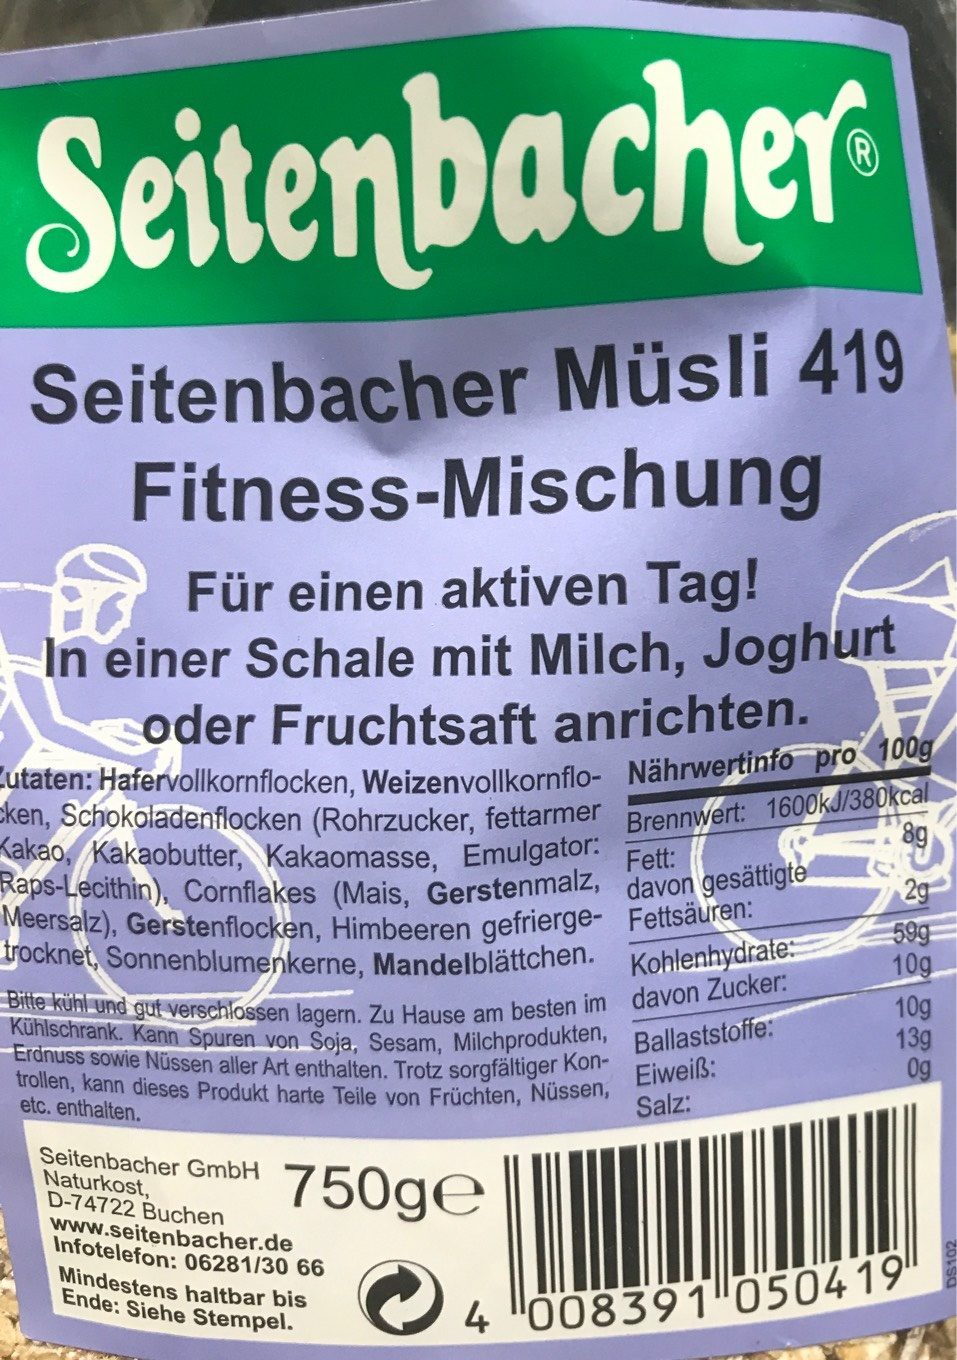 Seitenbacher®
Seitenbacher Müsli 419
Fitness-Mischung
Für einen aktiven Tag!
In einer Schale mit Milch, Joghurt
oder Fruchtsaft anrichten.
Zutaten: Hafervollkornflocken, Weizenvollkornflo-
cken, Schokoladenflocken (Rohrzucker, fettarmer
Kakao, Kakaobutter, Kakaomasse, Emulgator:
Raps-Lecithin), Cornflakes (Mais, Gerstenmalz,
Meersalz), Gerstenflocken, Himbeeren gefrierge-
trocknet, Sonnenblumenkerne, Mandelblättchen.
Bitte kühl und gut verschlossen lagern. Zu Hause am besten im
Kühlschrank. Kann Spuren von Soja, Sesam, Milchprodukten,
Erdnuss sowie Nüssen aller Art enthalten. Trotz sorgfältiger Kon-
trollen, kann dieses Produkt harte Teile von Früchten, Nüssen,
etc. enthalten.
Nährwertinfo pro 100g
Brennwert: 1600kJ/380kcal
Fett: 8g
davon gesättigte
Fettsäuren: 2g
Kohlenhydrate: 59g
davon Zucker: 10g
Ballaststoffe: 10g
Eiweiß: 13g
Salz: 0g
Seitenbacher GmbH
Naturkost,
D-74722 Buchen
www.seitenbacher.de
Infotelefon: 06281/30 66
Mindestens haltbar bis
Ende: Siehe Stempel.
750g℮
4 008391 050419
DS102